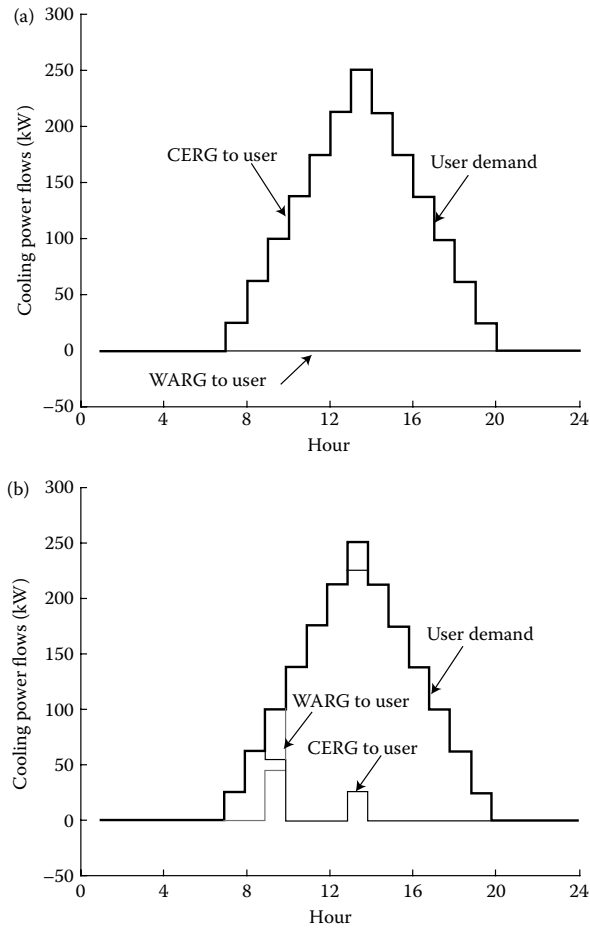 (a)
300
250
200
150
100
50
0
−50
Cooling power flows (kW)
CERG to user
User demand
WARG to user
0 4 8 12 16 20 24
Hour
(b)
300
250
200
150
100
50
0
−50
Cooling power flows (kW)
User demand
WARG to user
CERG to user
0 4 8 12 16 20 24
Hour